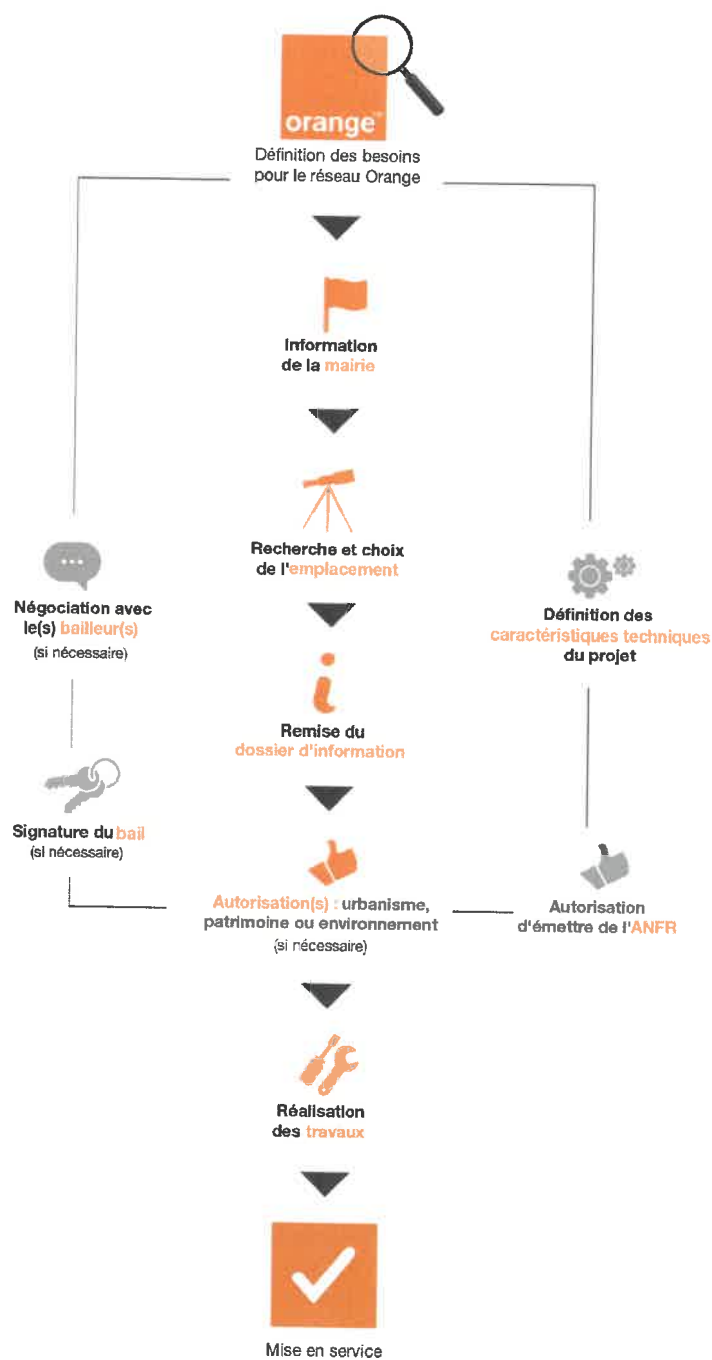 orange™
Définition des besoins
pour le réseau Orange
Information
de la mairie
Recherche et choix
de l'emplacement
Négociation avec
le(s) bailleur(s)
(si nécessaire)
Définition des
caractéristiques techniques
du projet
Remise du
dossier d'information
Signature du bail
(si nécessaire)
Autorisation(s) : urbanisme,
patrimoine ou environnement
(si nécessaire)
Autorisation
d'émettre de l'ANFR
Réalisation
des travaux
Mise en service